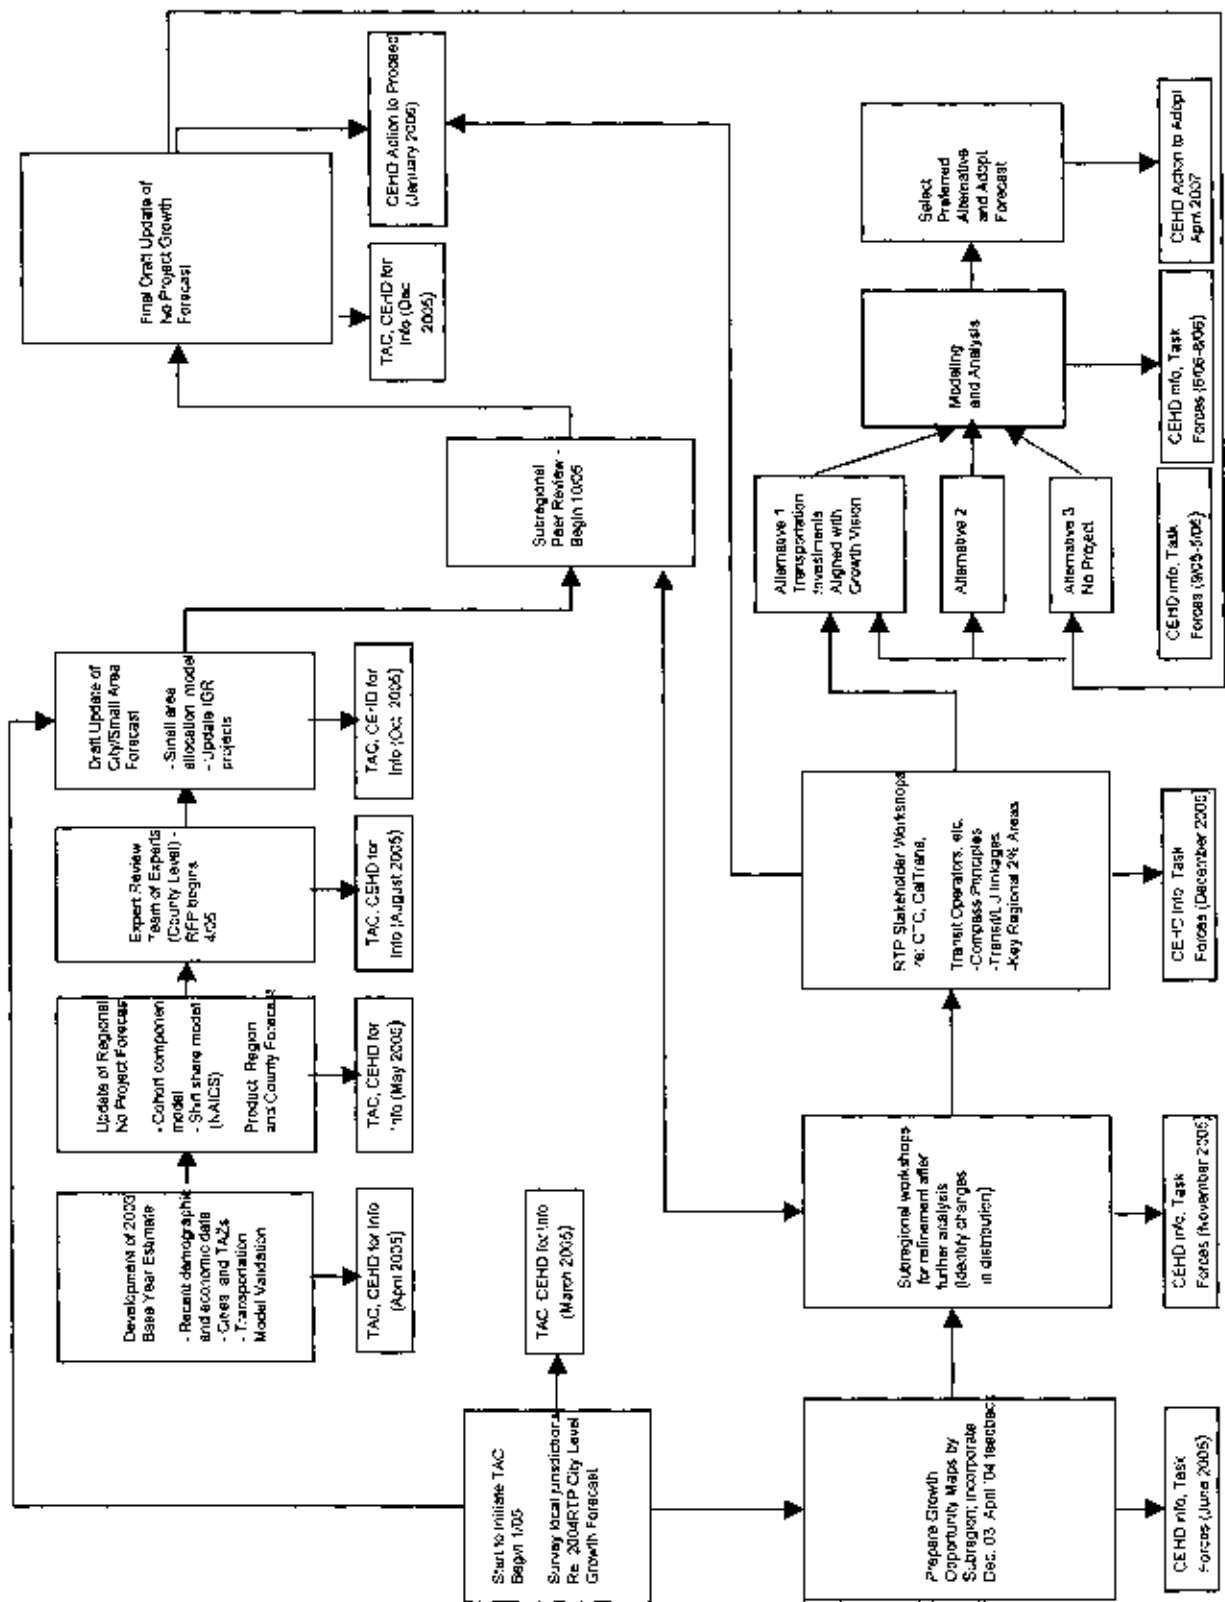 Start to Initiate TAC
Begin 1/05
Survey local jurisdictions
Re. 2004RTP City Level
Growth Forecast
TAC, CEHD for Info
(March 2005)
Development of 2003
Base Year Estimate
- Recent demographic
and economic data
- Cities and TAZs
- Transportation
Model Validation
TAC, CEHD for Info
(April 2005)
Update of Regional
No Project Forecast
- Cohort component
model
- Shift share model
(NAICS)
Product: Region
and County Forecasts
TAC, CEHD for
Info (May 2005)
Expert Review
Team of Experts
(County Level) -
RFP begins
4/05
TAC, CEHD for
Info (August 2005)
Draft Update of
City/Small Area
Forecast
- Small area
allocation model
- Update IGR
projects
TAC, CEHD for
Info (Oct. 2005)
Subregional
Peer Review -
Begin 10/05
Final Draft Update of
No Project Growth
Forecast
TAC, CEHD for
Info (Dec
2005)
CEHD Action to Proceed
(January 2006)
Prepare Growth
Opportunity Maps by
Subregion; incorporate
Dec. 03 April '04 feedback
CEHD info, Task
Forces (June 2005)
Subregional workshops
for refinement after
further analysis
(Identify changes
in distribution)
CEHD info, Task
Forces (November 2005)
RTP Stakeholder Workshops
re: CTC, CalTrans,
Transit Operators, etc.
-Compass Principles
-Transit/LU linkages
-Key Regional 2% Areas
CEHD Info, Task
Forces (December 2005)
Alternative 1
Transportation
Investments
Aligned with
Growth Vision
Alternative 2
Alternative 3
No Project
CEHD info, Task
Forces
Modeling
and Analysis
CEHD info, Task
Forces
Select
Preferred
Alternative
and Adopt
Forecast
CEHD Action to Adopt
April 2007